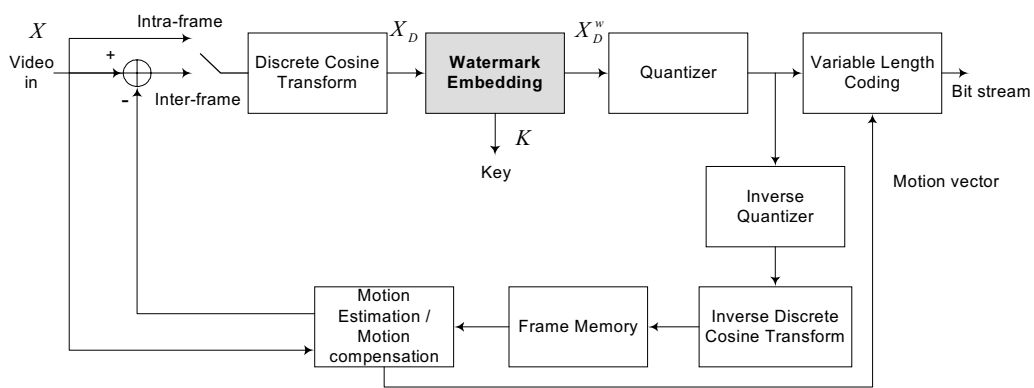 X
Intra-frame
+
Video
in
-
Inter-frame
Discrete Cosine
Transform
X_D
Watermark
Embedding
K
Key
X_D^w
Quantizer
Variable Length
Coding
Bit stream
Motion vector
Inverse
Quantizer
Motion
Estimation /
Motion
compensation
Frame Memory
Inverse Discrete
Cosine Transform